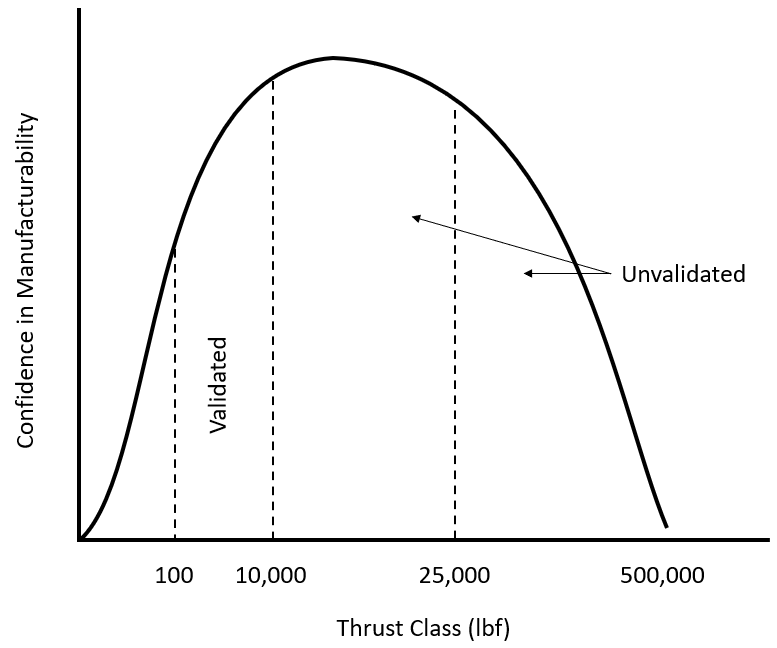 Confidence in Manufacturability
Validated
Unvalidated
100
10,000
25,000
500,000
Thrust Class (lbf)